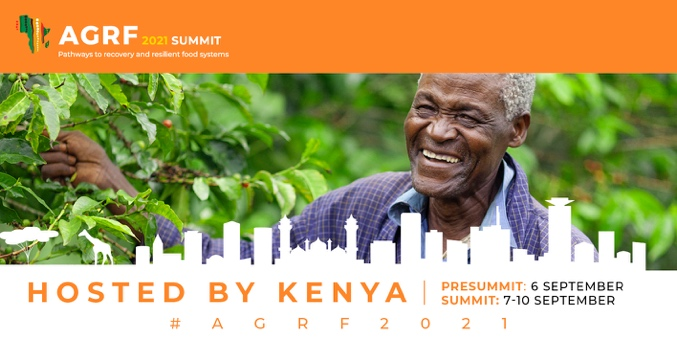 AGRF 2021 SUMMIT
Pathways to recovery and resilient food systems
HOSTED BY KENYA
PRESUMMIT: 6 SEPTEMBER
SUMMIT: 7-10 SEPTEMBER
#AGRF2021